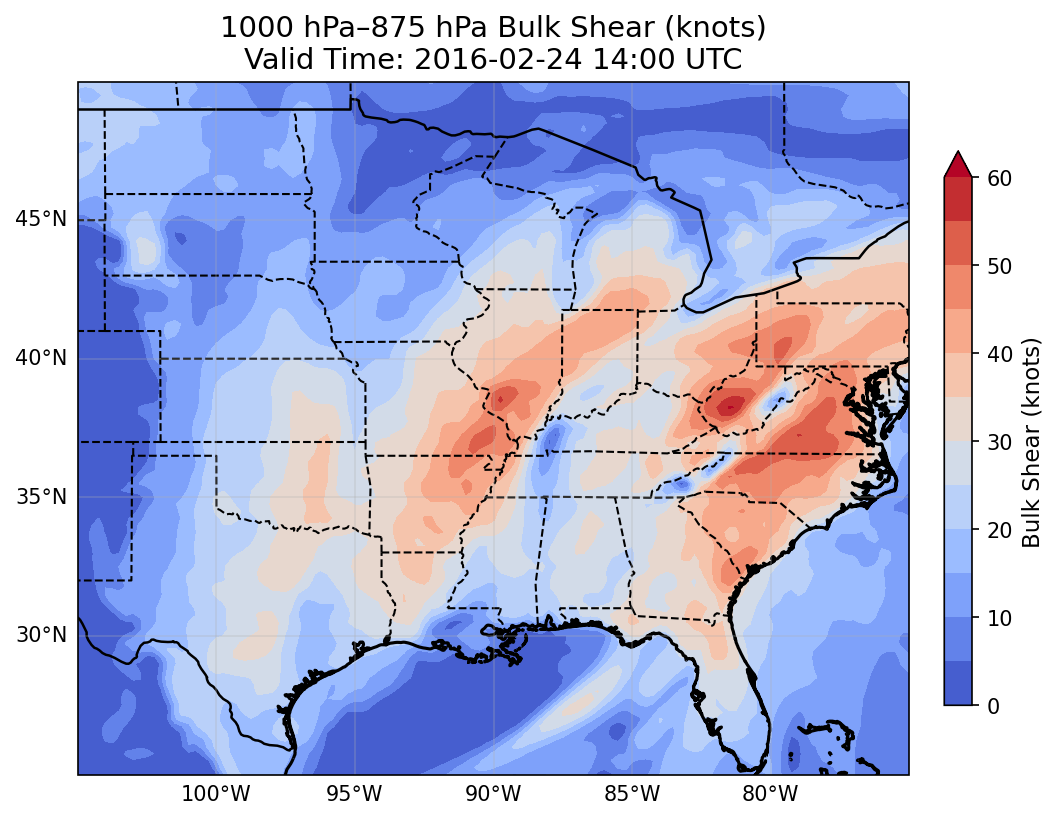 1000 hPa–875 hPa Bulk Shear (knots)
Valid Time: 2016-02-24 14:00 UTC
45°N
40°N
35°N
30°N
100°W
95°W
90°W
85°W
80°W
60
50
40
30
20
10
0
Bulk Shear (knots)